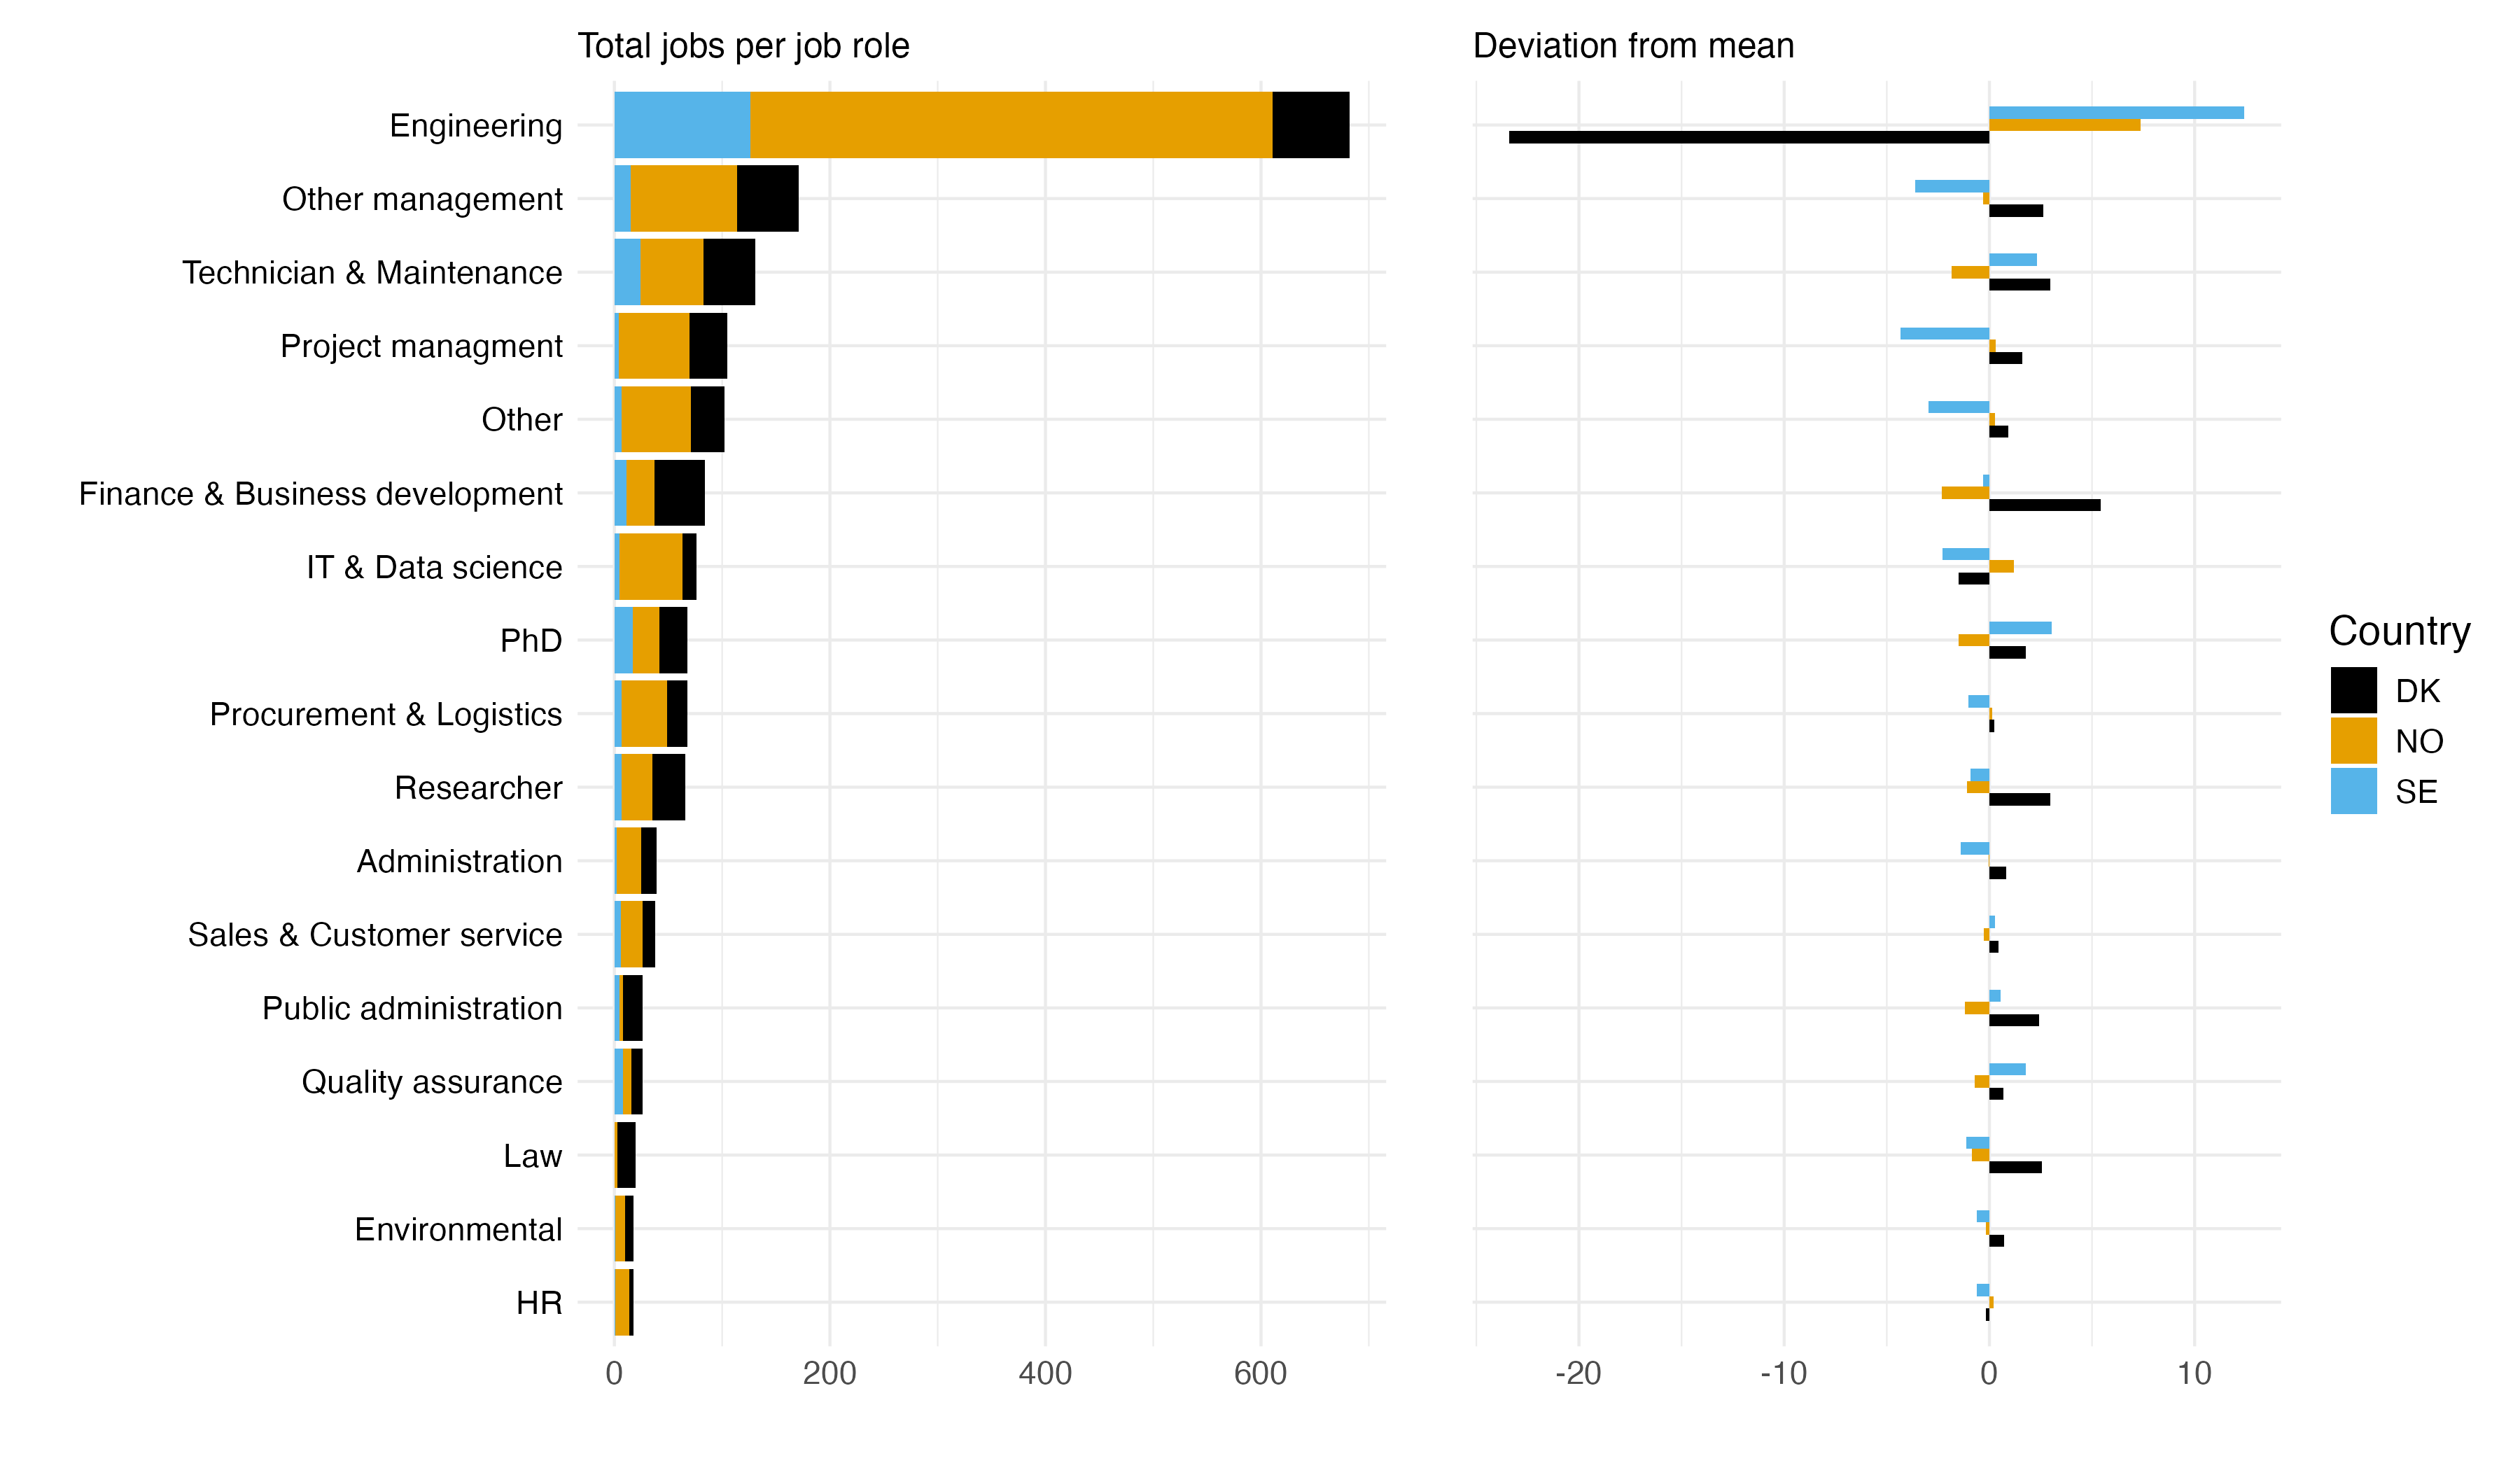 Total jobs per job role
Deviation from mean
Engineering
Other management
Technician & Maintenance
Project managment
Other
Finance & Business development
IT & Data science
PhD
Procurement & Logistics
Researcher
Administration
Sales & Customer service
Public administration
Quality assurance
Law
Environmental
HR
0 200 400 600
-20 -10 0 10
Country
DK
NO
SE